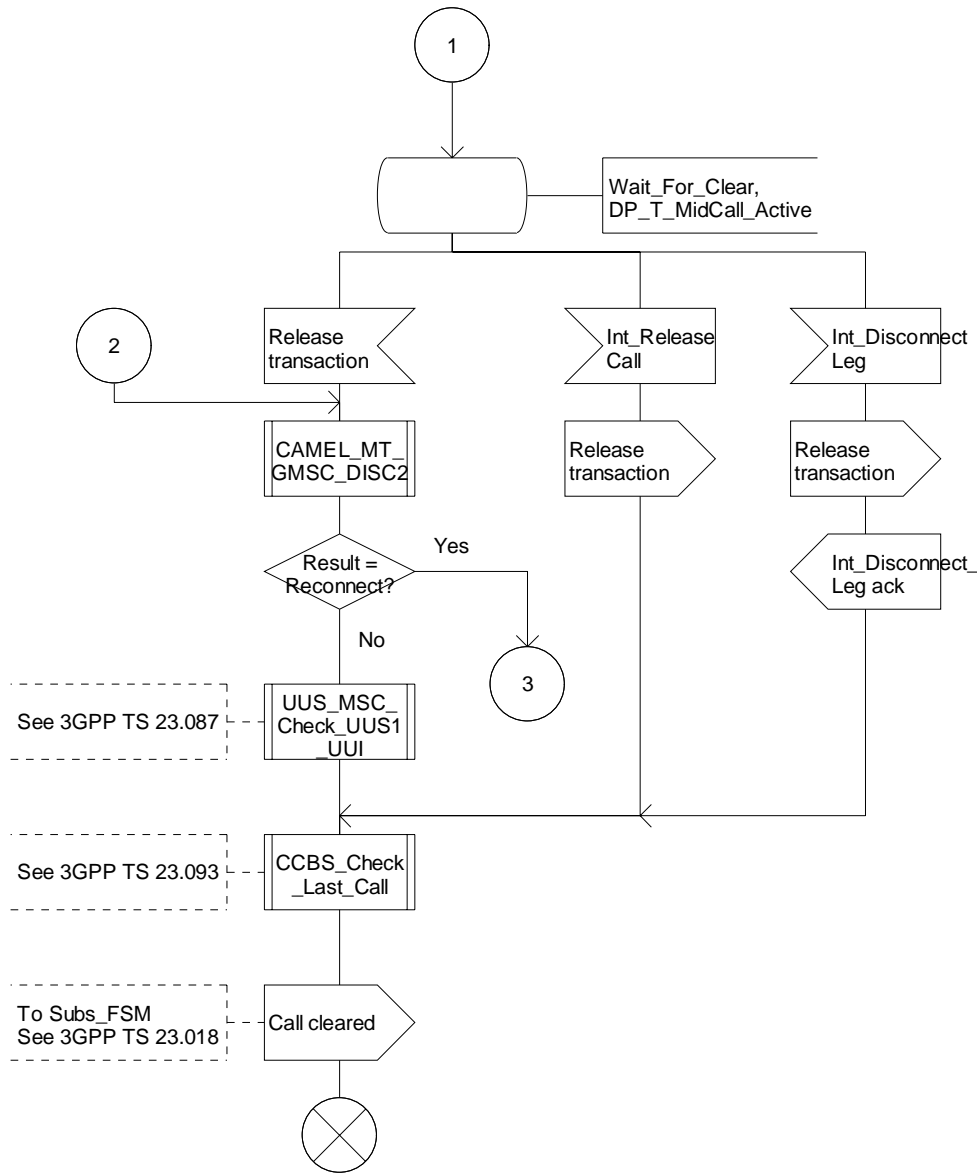 1
Wait_For_Clear,
DP_T_MidCall_Active
Release
transaction
Int_Release
Call
Int_Disconnect
Leg
2
CAMEL_MT_
GMSC_DISC2
Release
transaction
Release
transaction
Result =
Reconnect?
Yes
Int_Disconnect_
Leg ack
No
3
See 3GPP TS 23.087
UUS_MSC_
Check_UUS1
_UUI
See 3GPP TS 23.093
CCBS_Check
_Last_Call
To Subs_FSM
See 3GPP TS 23.018
Call cleared